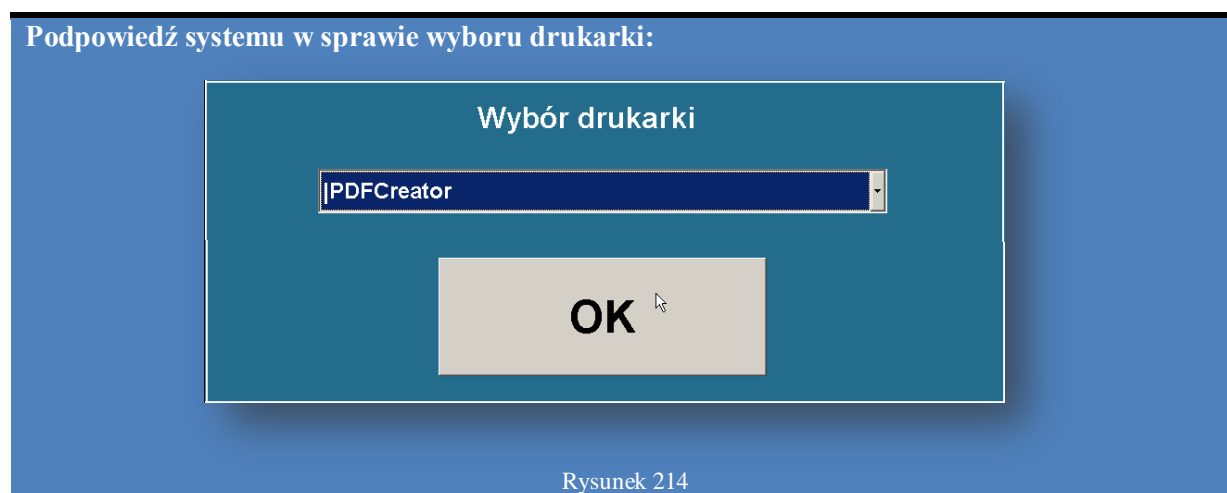 Podpowiedź systemu w sprawie wyboru drukarki:
Wybór drukarki
|PDFCreator
OK
Rysunek 214